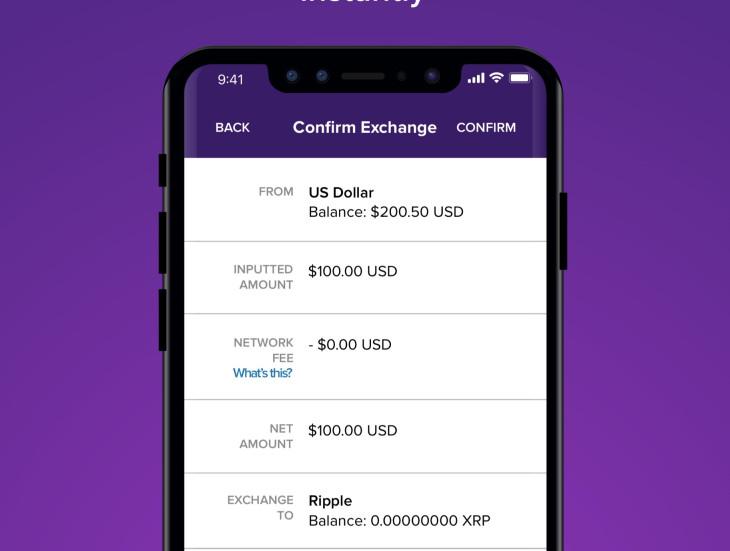 9:41
BACK Confirm Exchange CONFIRM
FROM US Dollar
Balance: $200.50 USD
INPUTTED AMOUNT $100.00 USD
NETWORK FEE - $0.00 USD
What's this?
NET AMOUNT $100.00 USD
EXCHANGE TO Ripple
Balance: 0.00000000 XRP